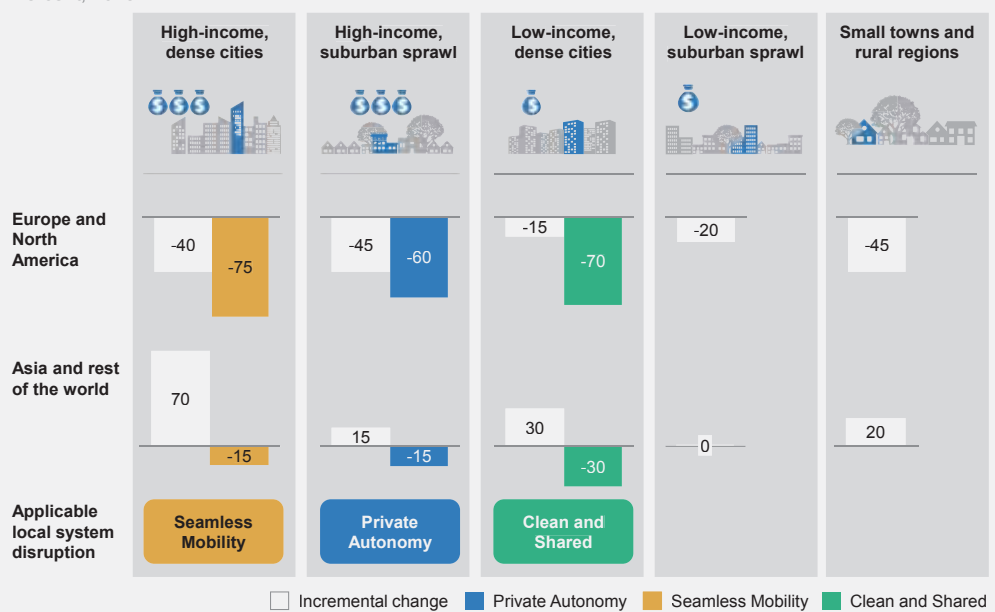 High-income,
dense cities
High-income,
suburban sprawl
Low-income,
dense cities
Low-income,
suburban sprawl
Small towns and
rural regions
Europe and
North
America
-40
-75
-45
-60
-15
-70
-20
-45
Asia and rest
of the world
70
-15
15
-15
30
-30
0
20
Applicable
local system
disruption
Seamless
Mobility
Private
Autonomy
Clean and
Shared
Incremental change
Private Autonomy
Seamless Mobility
Clean and Shared